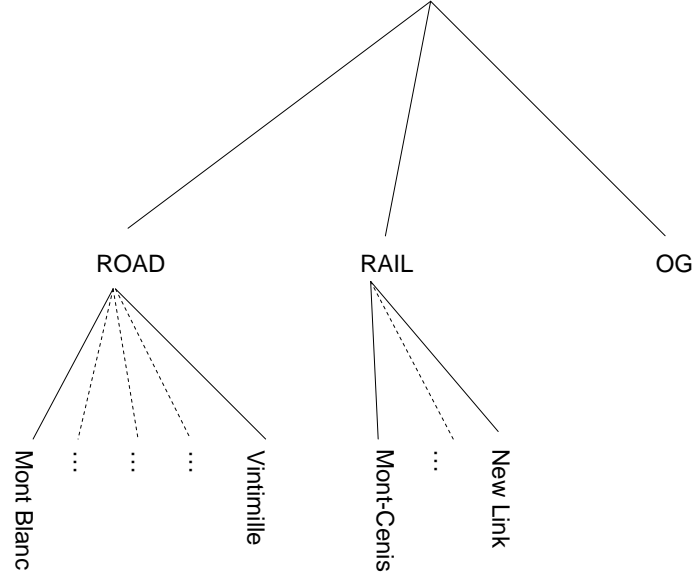 ROAD
RAIL
OG
Mont Blanc
...
...
...
Vintimille
Mont-Cenis
...
New Link